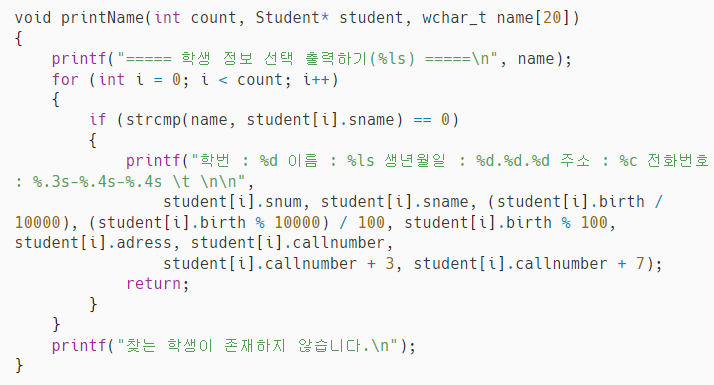 void printName(int count, Student* student, wchar_t name[20])
{
    printf("===== 학생 정보 선택 출력하기(%ls) =====\n", name);
    for (int i = 0; i < count; i++)
    {
        if (strcmp(name, student[i].sname) == 0)
        {
            printf("학번 : %d 이름 : %ls 생년월일 : %d.%d.%d 주소 : %c 전화번호
: %.3s-%.4s-%.4s \t \n\n",
                student[i].snum, student[i].sname, (student[i].birth /
10000), (student[i].birth % 10000) / 100, student[i].birth % 100,
student[i].adress, student[i].callnumber,
                student[i].callnumber + 3, student[i].callnumber + 7);
            return;
        }
    }
    printf("찾는 학생이 존재하지 않습니다.\n");
}